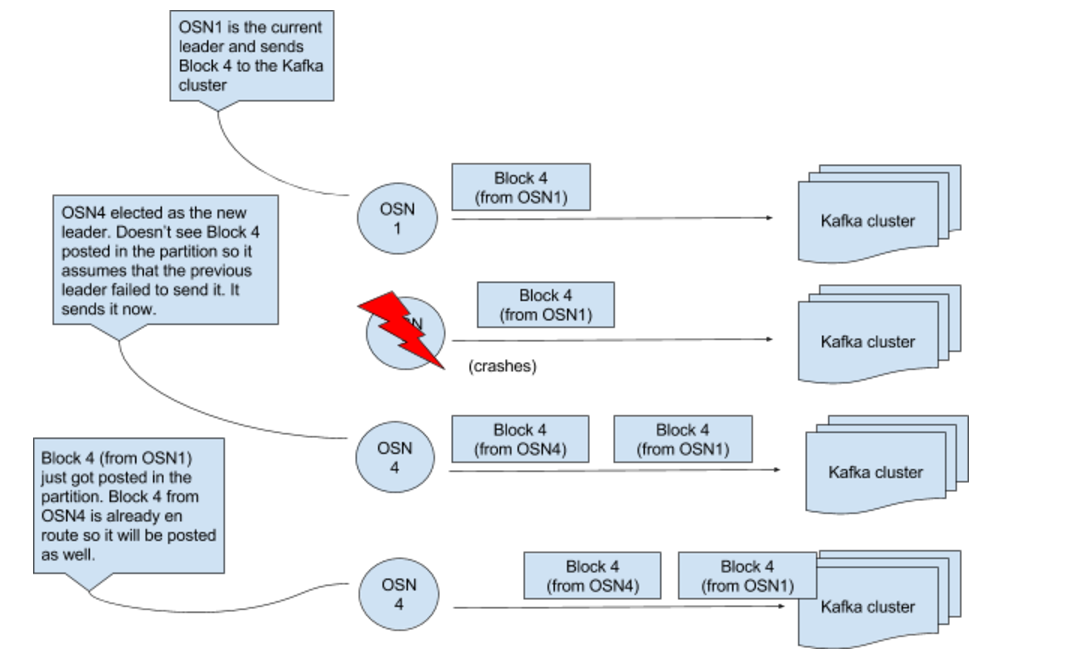 OSN1 is the current
leader and sends
Block 4 to the Kafka
cluster
Block 4
(from OSN1)
OSN
1
Kafka cluster
OSN4 elected as the new
leader. Doesn't see Block 4
posted in the partition so it
assumes that the previous
leader failed to send it. It
sends it now.
Block 4
(from OSN1)
Kafka cluster
(crashes)
Block 4
(from OSN4)
Block 4
(from OSN1)
OSN
4
Kafka cluster
Block 4 (from OSN1)
just got posted in the
partition. Block 4 from
OSN4 is already en
route so it will be posted
as well.
Block 4
(from OSN4)
Block 4
(from OSN1)
OSN
4
Kafka cluster